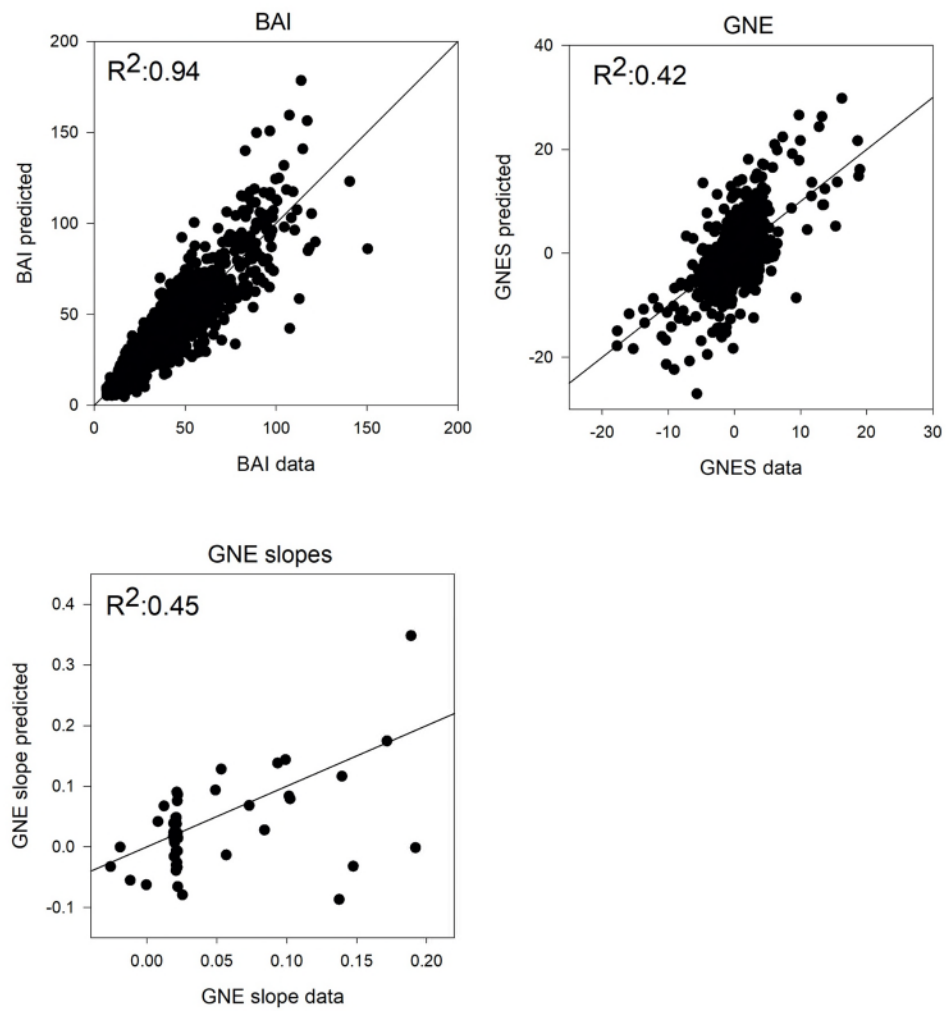 BAI
R2:0.94
200
150
100
50
0
BAI predicted
0 50 100 150 200
BAI data
GNE
R2:0.42
40
20
0
-20
GNES predicted
-20 -10 0 10 20 30
GNES data
GNE slopes
R2:0.45
0.4
0.3
0.2
0.1
0.0
-0.1
GNE slope predicted
0.00 0.05 0.10 0.15 0.20
GNE slope data